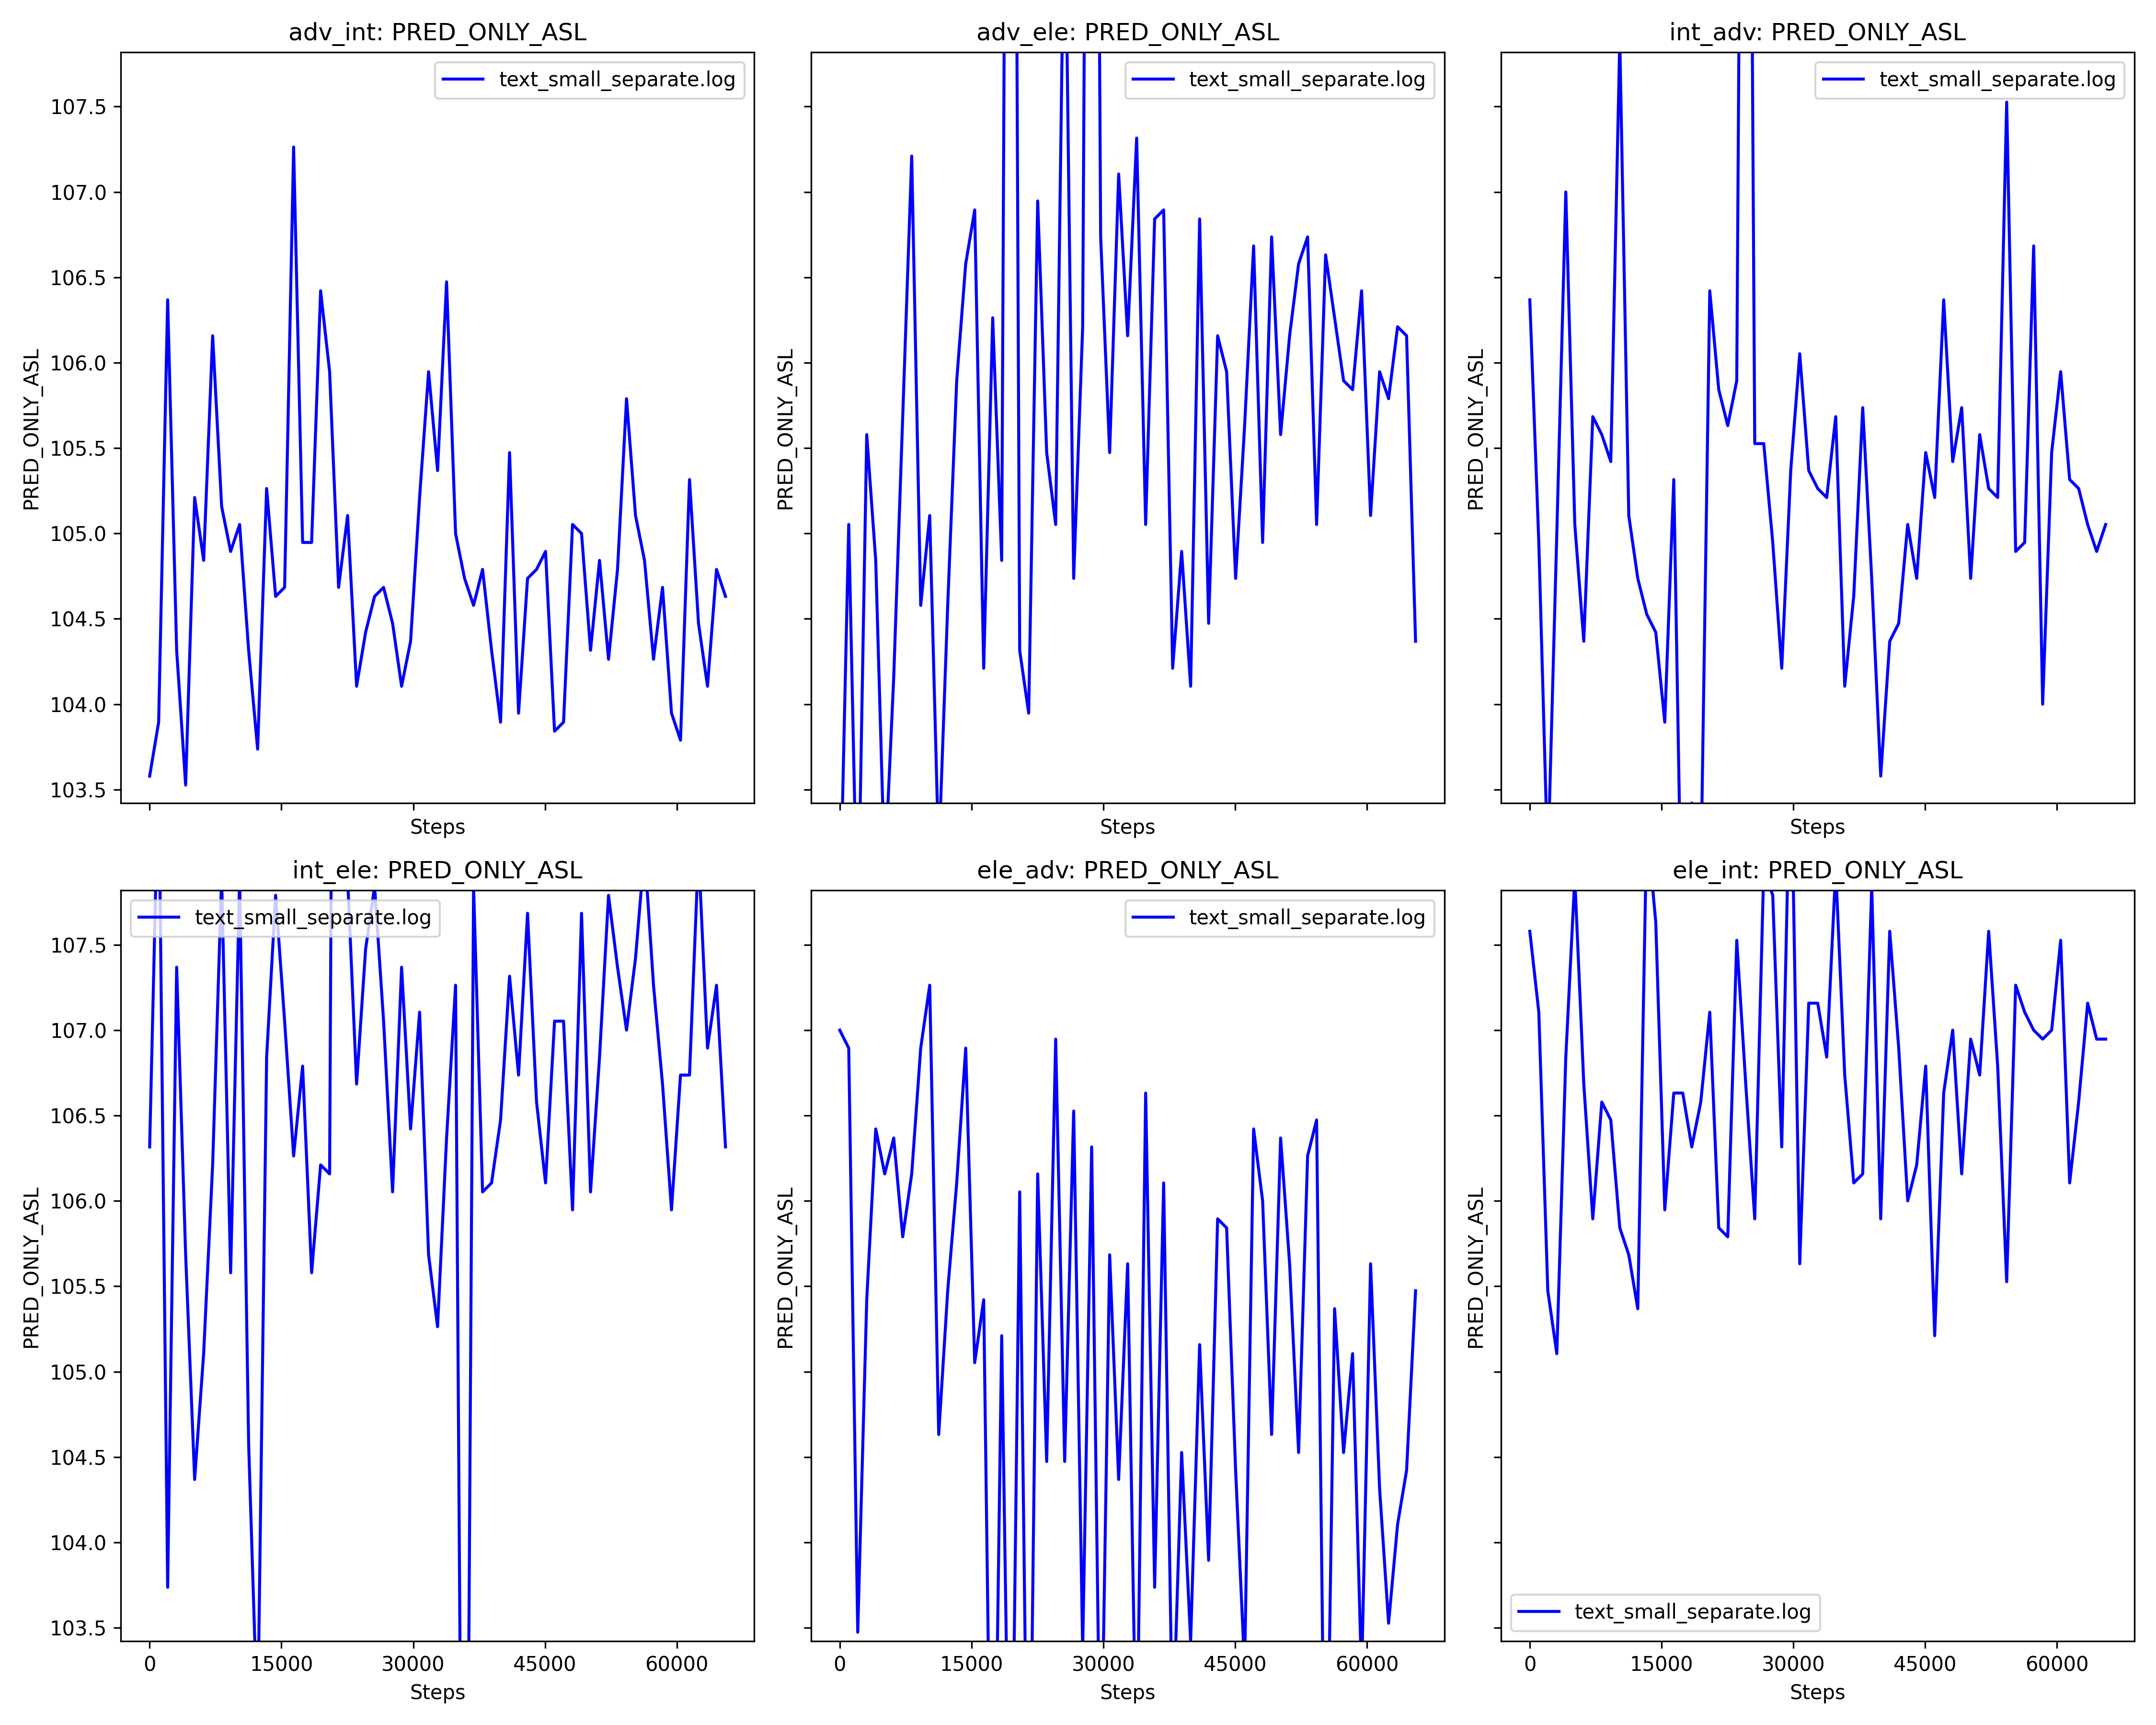 adv_int: PRED_ONLY_ASL
adv_ele: PRED_ONLY_ASL
int_adv: PRED_ONLY_ASL
text_small_separate.log
text_small_separate.log
text_small_separate.log
107.5
107.0
106.5
106.0
105.5
105.0
104.5
104.0
103.5
PRED_ONLY_ASL
PRED_ONLY_ASL
PRED_ONLY_ASL
Steps
Steps
Steps
int_ele: PRED_ONLY_ASL
ele_adv: PRED_ONLY_ASL
ele_int: PRED_ONLY_ASL
text_small_separate.log
text_small_separate.log
text_small_separate.log
107.5
107.0
106.5
106.0
105.5
105.0
104.5
104.0
103.5
PRED_ONLY_ASL
PRED_ONLY_ASL
PRED_ONLY_ASL
0 15000 30000 45000 60000
0 15000 30000 45000 60000
0 15000 30000 45000 60000
Steps
Steps
Steps